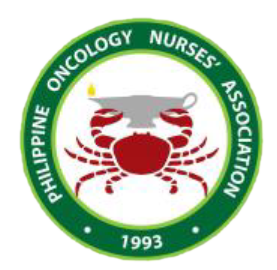 PHILIPPINE ONCOLOGY NURSES' ASSOCIATION
1993